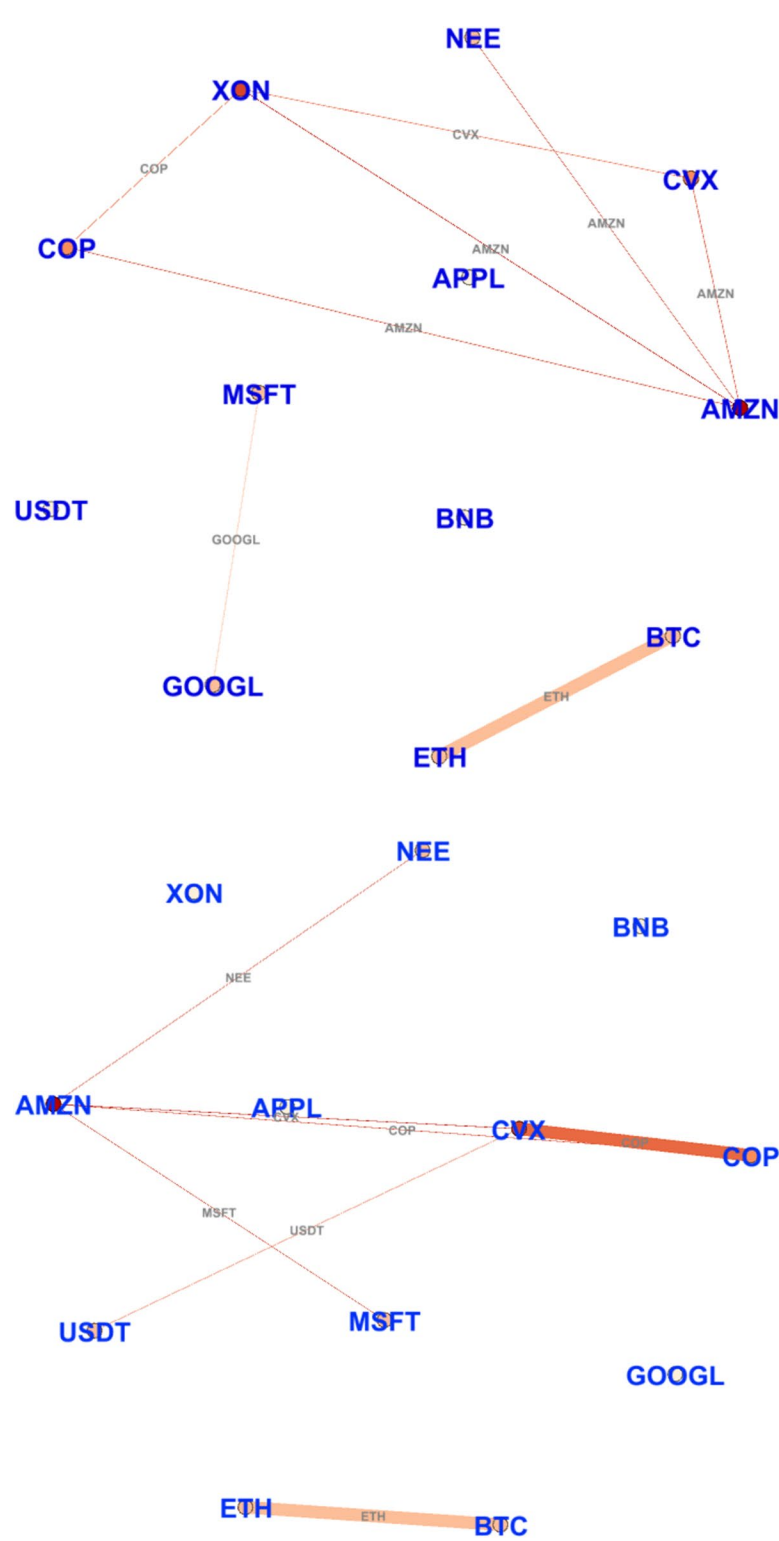 NEE
XON
CVX
COP
CVX
AMZN
COP
AMZN
APPL
AMZN
AMZN
MSFT
AMZN
USDT
BNB
GOOGL
BTC
GOOGL
ETH
ETH
NEE
XON
BNB
NEE
AMZN
APPL
CVX
COP
CVX
COP
COP
MSFT
USDT
USDT
MSFT
GOOGL
ETH
ETH
BTC